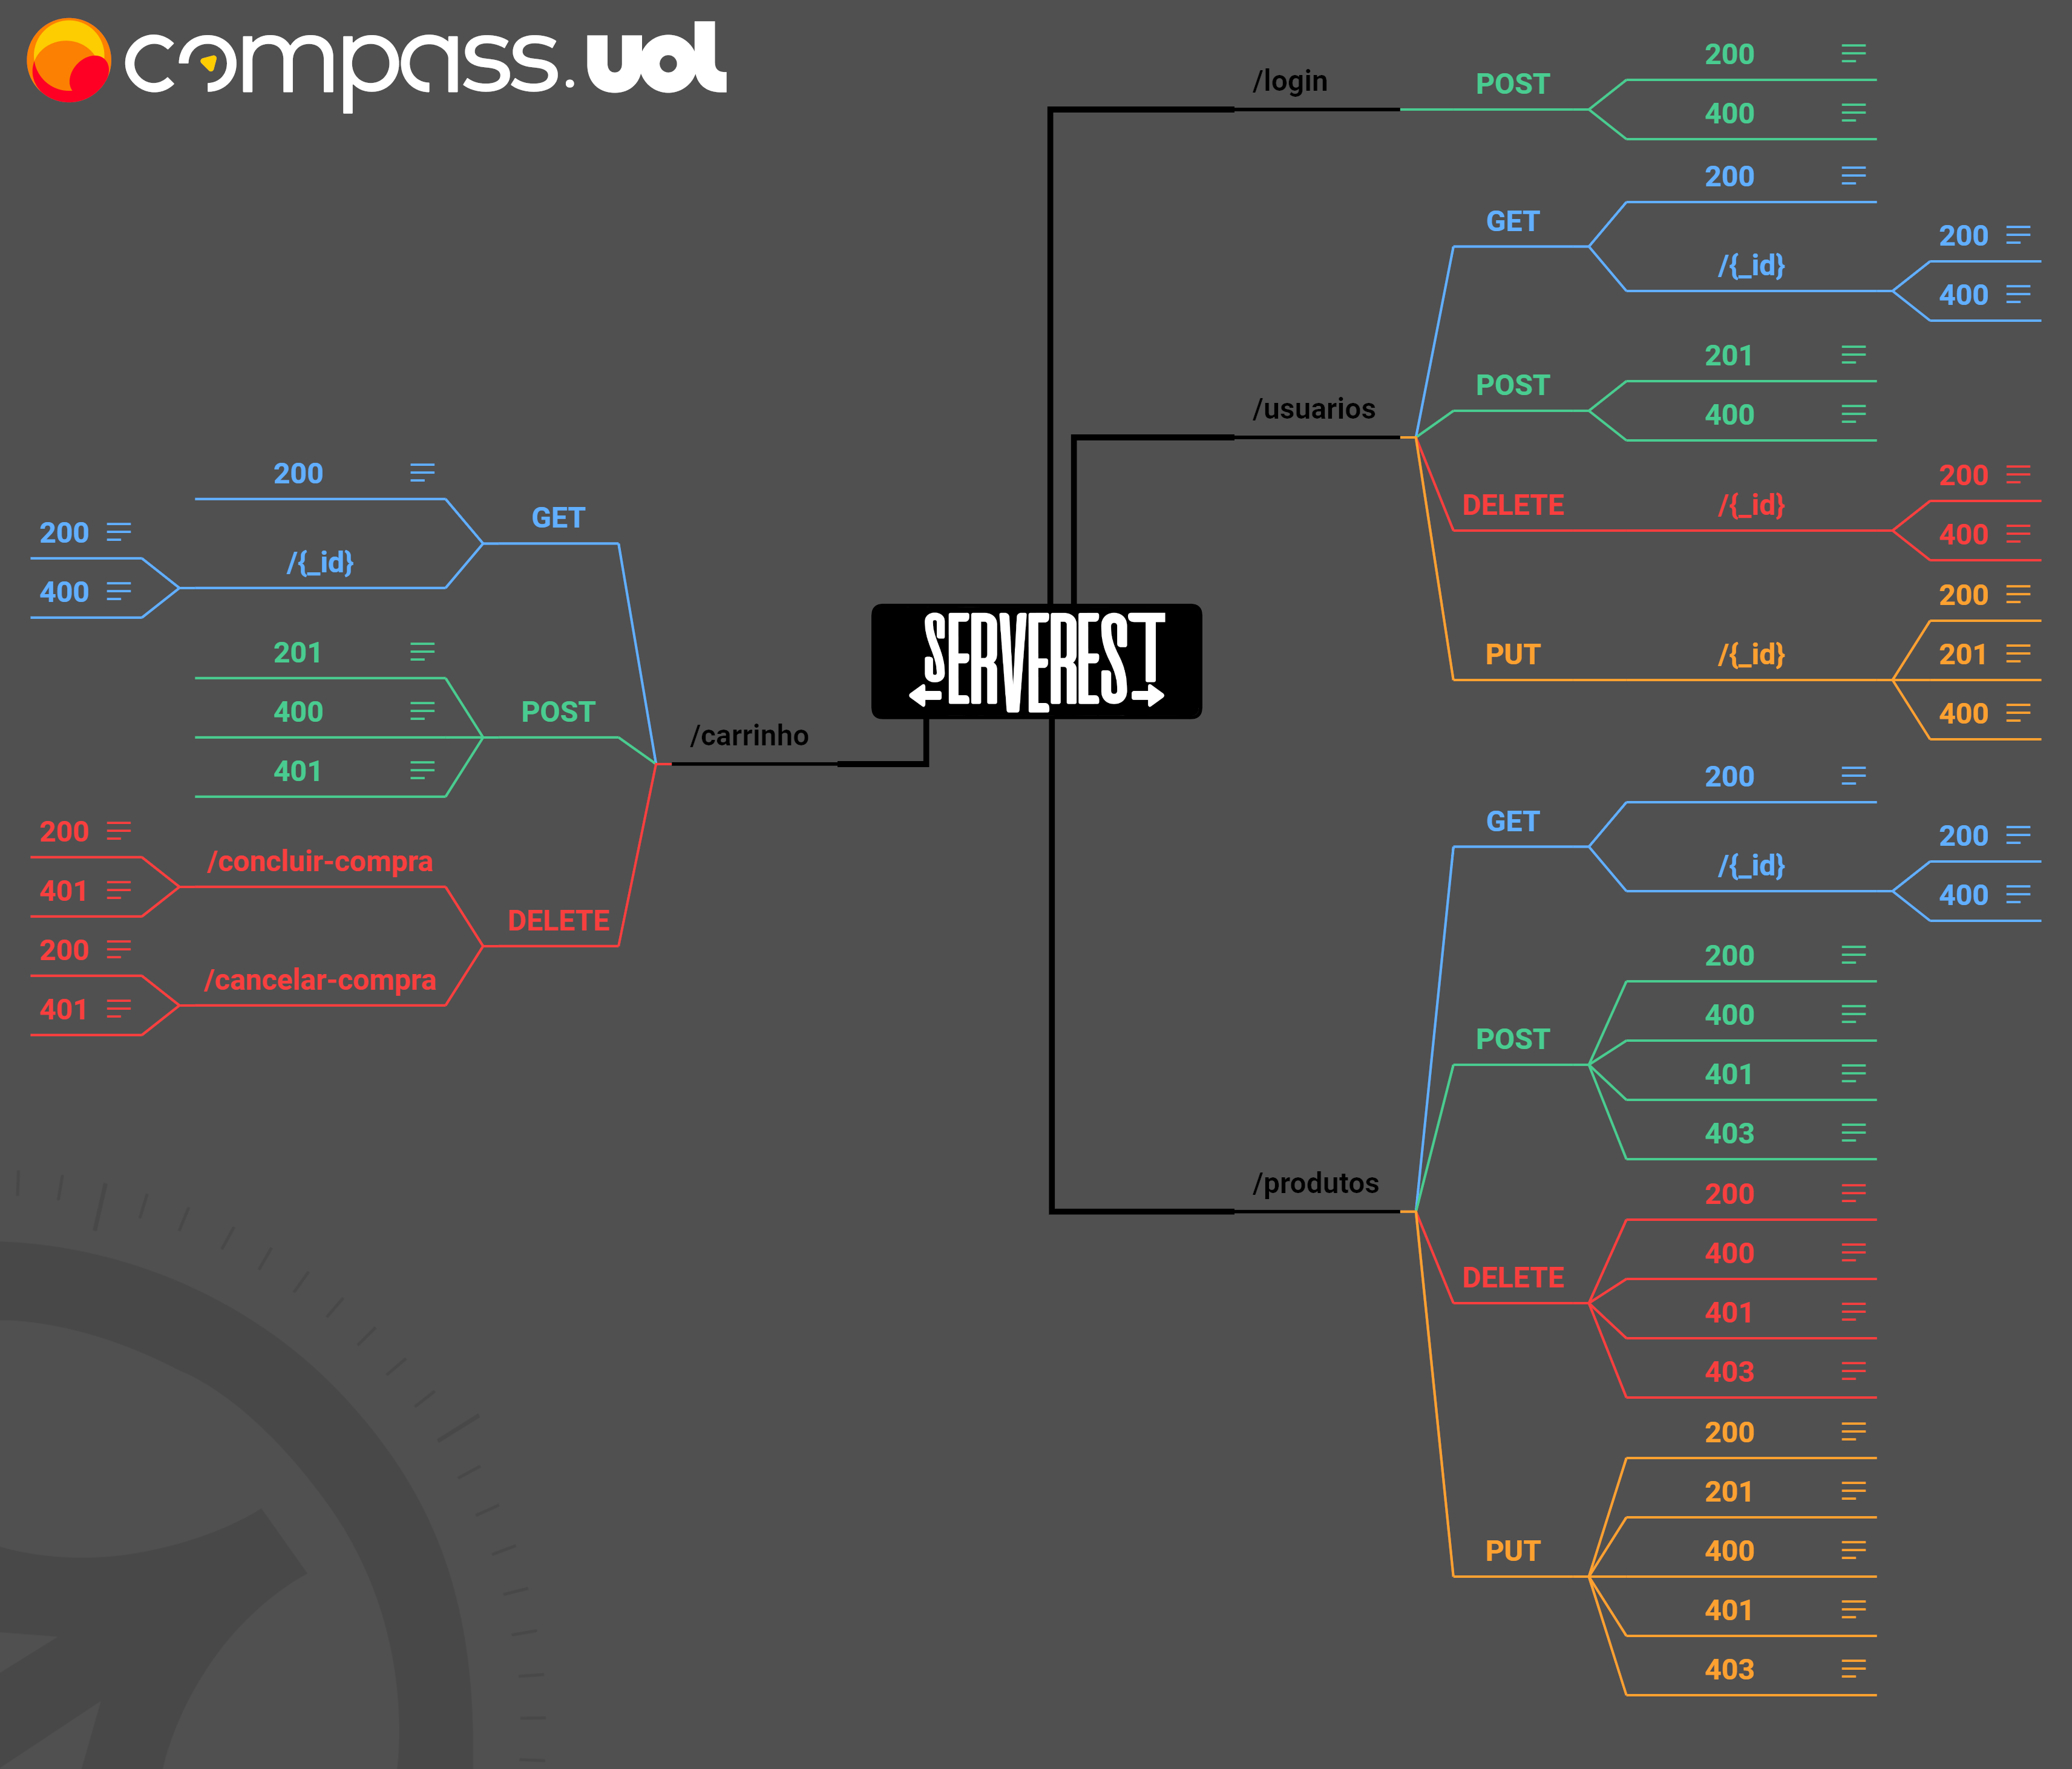 compass.uol
/login
POST
200
400
/usuarios
GET
200
/{_id}
200
400
POST
201
400
DELETE
/{_id}
200
400
PUT
/{_id}
200
201
400
SERVEREST
/carrinho
GET
200
/{_id}
200
400
POST
201
400
401
DELETE
/concluir-compra
200
401
/cancelar-compra
200
401
/produtos
GET
200
/{_id}
200
400
POST
200
400
401
403
DELETE
200
400
401
403
PUT
200
201
400
401
403